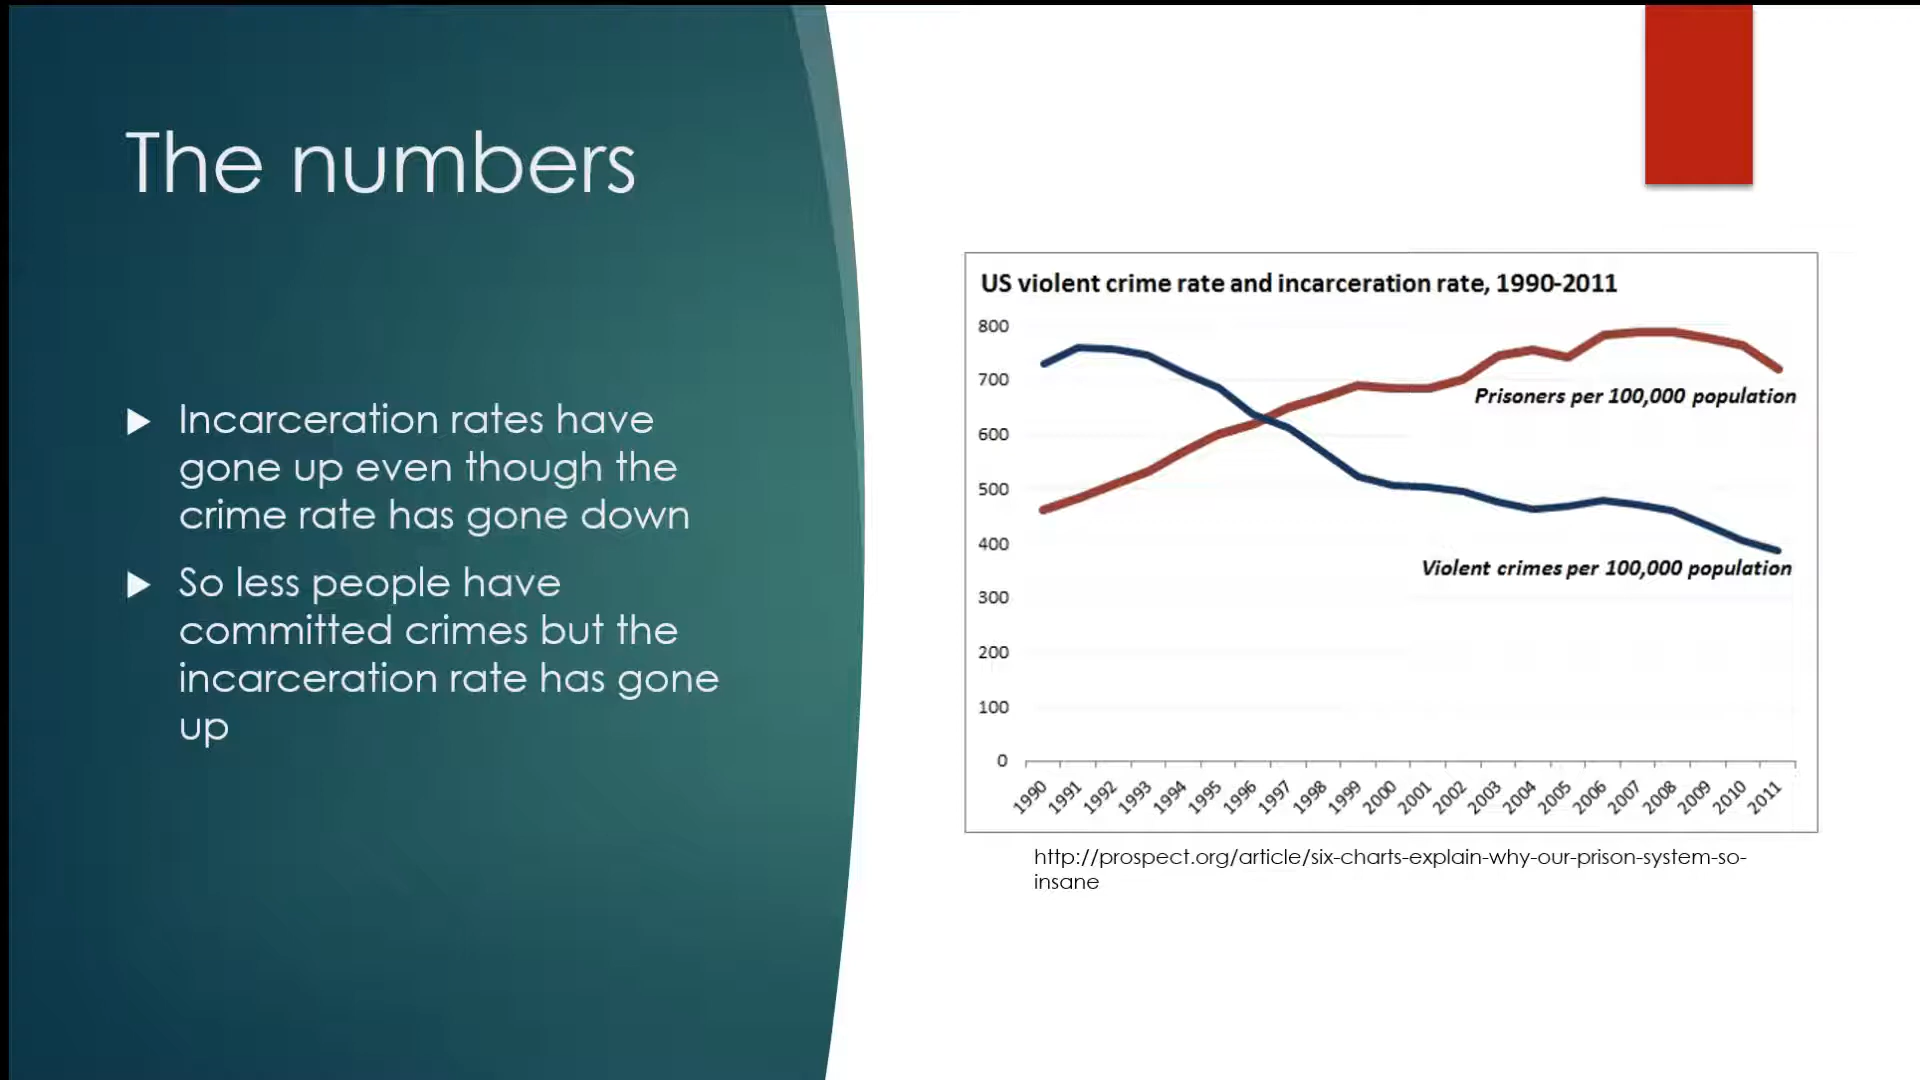 The numbers
Incarceration rates have
gone up even though the
crime rate has gone down
So less people have
committed crimes but the
incarceration rate has gone
up
US violent crime rate and incarceration rate, 1990-2011
800
700
600
500
400
300
200
100
0
Prisoners per 100,000 population
Violent crimes per 100,000 population
1990 1991 1992 1993 1994 1995 1996 1997 1998 1999 2000 2001 2002 2003 2004 2005 2006 2007 2008 2009 2010 2011
http://prospect.org/article/six-charts-explain-why-our-prison-system-so-
insane